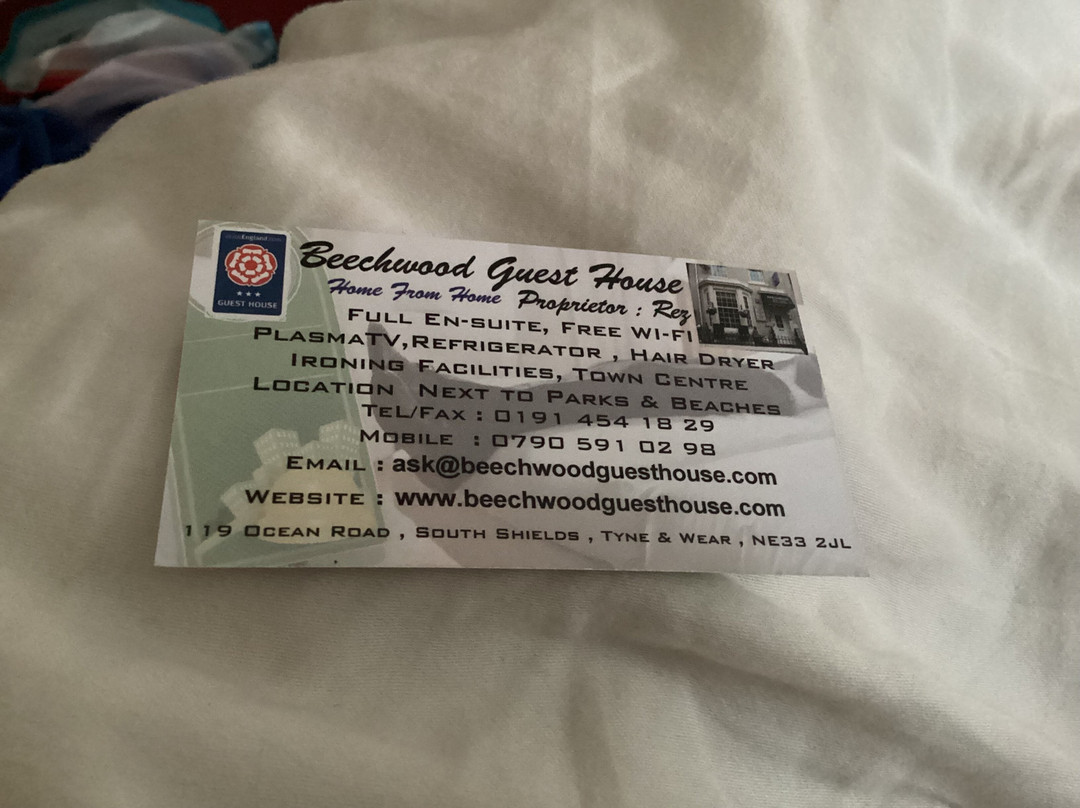 enjoyEngland.com
★★★
GUEST HOUSE
Beechwood Guest House
Home From Home Proprietor : Rez
FULL EN-SUITE, FREE WI-FI
PLASMATV,REFRIGERATOR , HAIR DRYER
IRONING FACILITIES, TOWN CENTRE
LOCATION NEXT TO PARKS & BEACHES
TEL/FAX : 0191 454 18 29
MOBILE : 0790 591 02 98
EMAIL : ask@beechwoodguesthouse.com
WEBSITE : www.beechwoodguesthouse.com
119 OCEAN ROAD , SOUTH SHIELDS , TYNE & WEAR , NE33 2JL